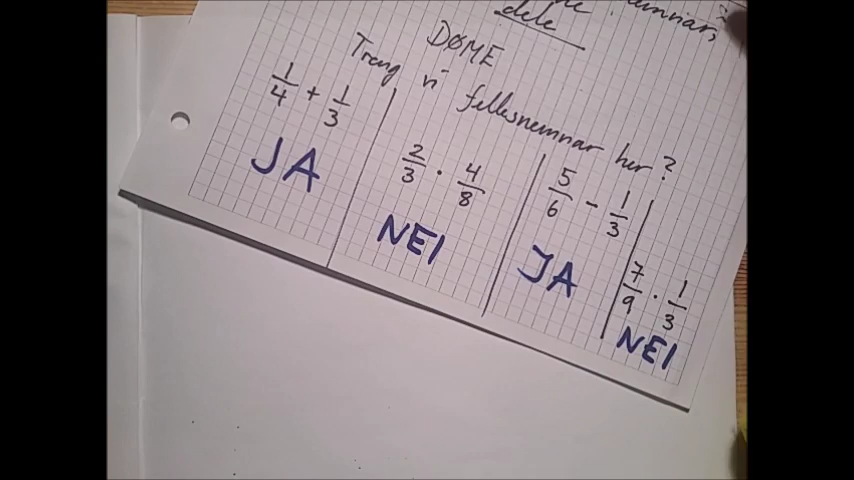 dele
DØME
Treng vi fellesnemnar her?
1/4 + 1/3
JA
2/3 · 4/8
NEI
5/6 - 1/3
JA
7/9 · 1/3
NEI